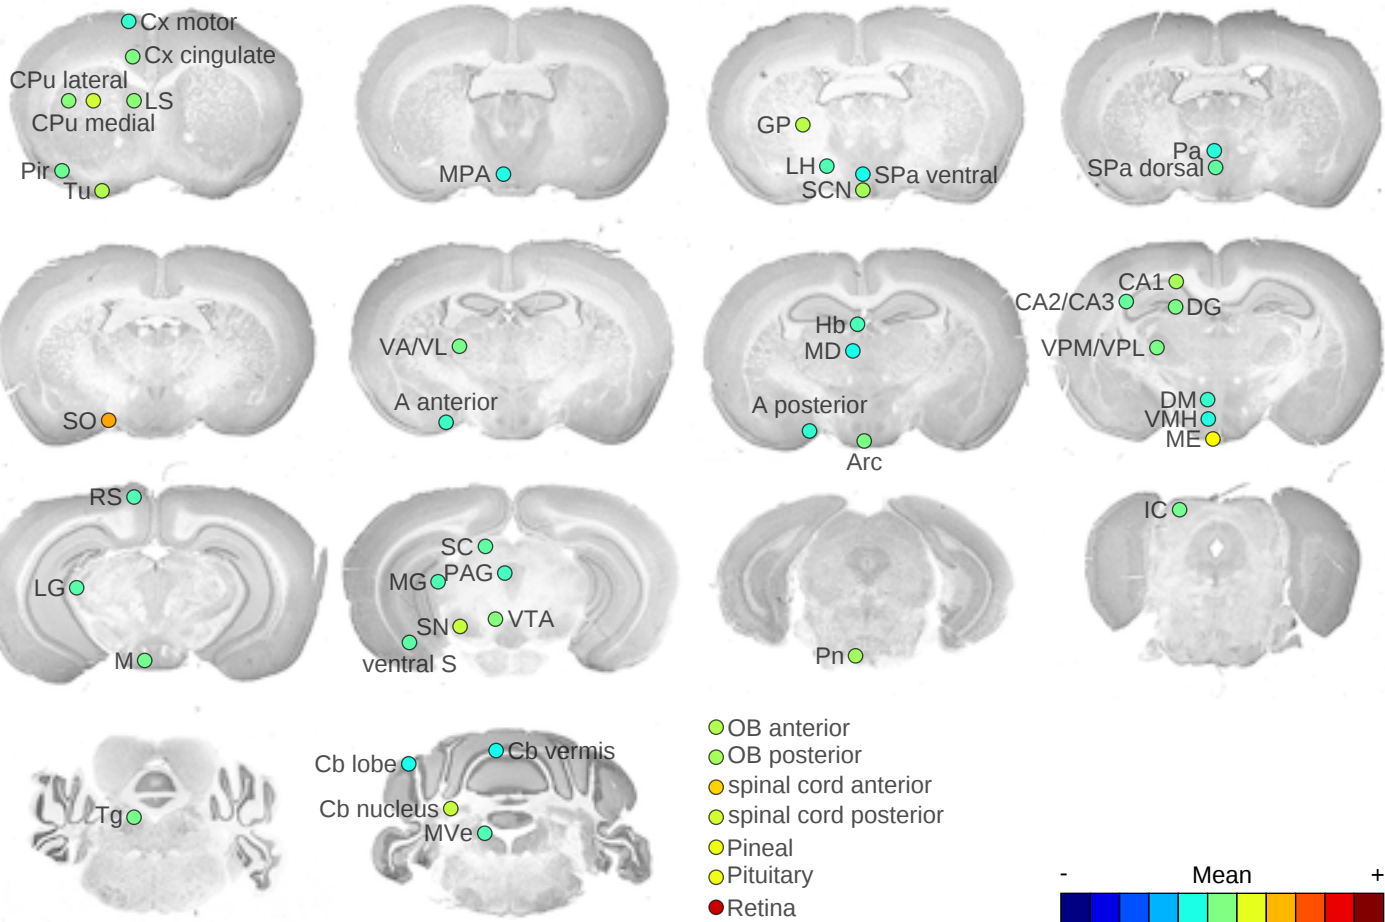 Cx motor
Cx cingulate
CPu lateral
LS
CPu medial
Pir
Tu
MPA
GP
LH
SPa ventral
SCN
Pa
SPa dorsal
SO
VA/VL
A anterior
Hb
MD
A posterior
Arc
CA1
CA2/CA3
DG
VPM/VPL
DM
VMH
ME
RS
LG
M
SC
MG
PAG
SN
VTA
ventral S
Pn
IC
Tg
Cb lobe
Cb vermis
Cb nucleus
MVe
OB anterior
OB posterior
spinal cord anterior
spinal cord posterior
Pineal
Pituitary
Retina
- Mean +